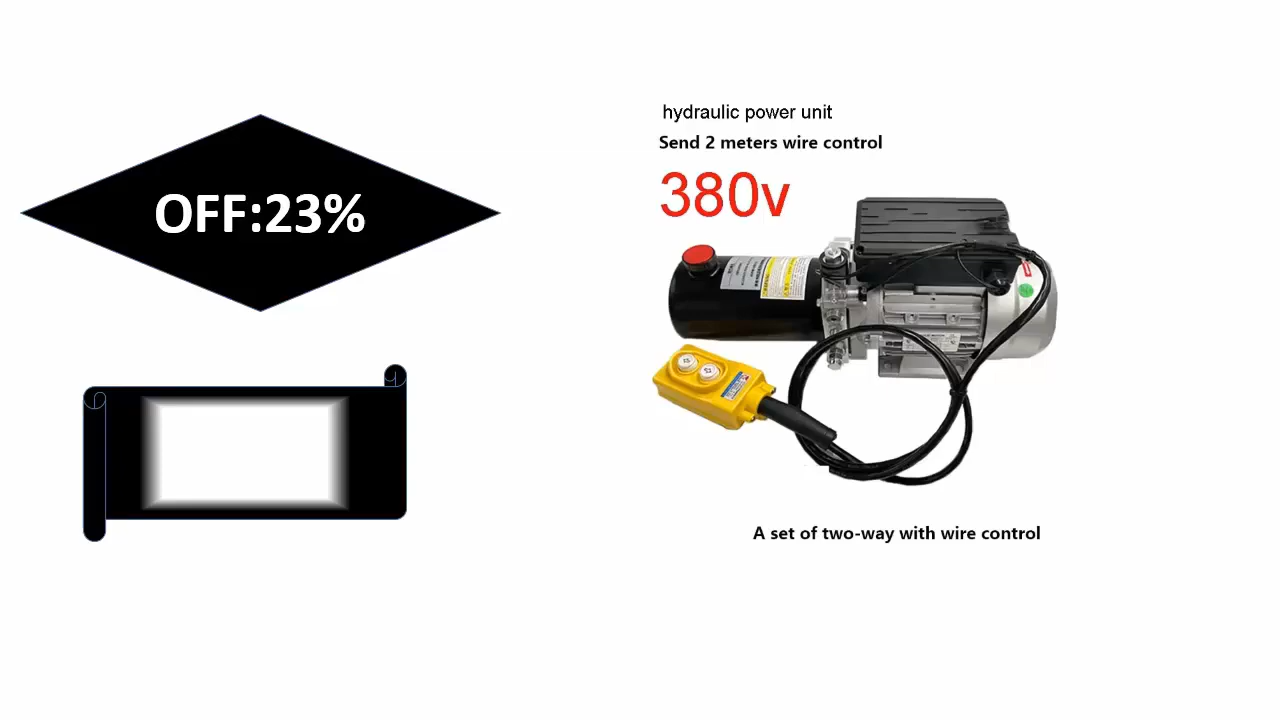 OFF:23%
hydraulic power unit
Send 2 meters wire control
380v
A set of two-way with wire control